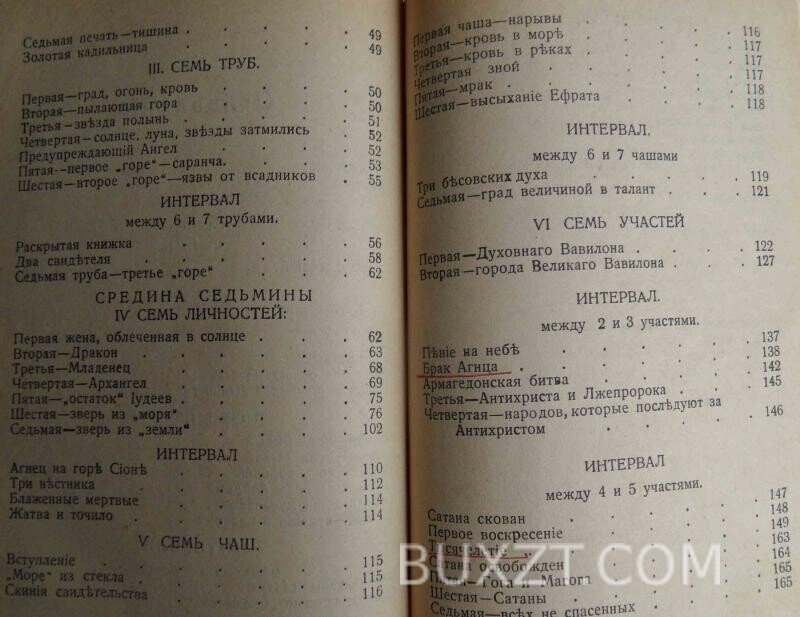 Седьмая печать—тишина . . . . . 49
Золотая кадильница . . . . . 49
III. СЕМЬ ТРУБ.
Первая—град, огонь, кровь . . . . 50
Вторая—пылающая гора . . . . 50
Третья—звѣзда полынь . . . . . 51
Четвертая—солнце, луна, звѣзды затмились . 52
Предупреждающій Ангел . . . . . 52
Пятая—первое „горе“—саранча. . . . 53
Шестая—второе „горе“—язвы от всадников . 55
ИНТЕРВАЛ
между 6 и 7 трубами.
Раскрытая книжка . . . . . 56
Два свидѣтеля . . . . . 58
Седьмая труба—третье „горе“ . . . 62
СРЕДИНА СЕДЬМИНЫ
IV СЕМЬ ЛИЧНОСТЕЙ:
Первая жена, облеченная в солнце . . . 62
Вторая—Дракон . . . . . . 63
Третья—Младенец . . . . . 68
Четвертая—Архангел . . . . . 69
Пятая—„остаток“ Іудеев . . . . . 75
Шестая—зверь из „моря“ . . . . 76
Седьмая—зверь из „земли“ . . . . 102
ИНТЕРВАЛ
Агнец на горѣ Сіонѣ . . . . . 110
Три вѣстника . . . . . 112
Блаженные мертвые . . . . . 114
Жатва и точило . . . . . . 114
V СЕМЬ ЧАШ.
Вступленіе . . . . . . 115
„Море“ из стекла . . . . . 115
Скинія свидѣтельства . . . . . 116
Первая чаша—нарывы . . . . 116
Вторая—кровь в морѣ . . . . 117
Третья—кровь в рѣках . . . . 117
Четвертая зной . . . . . 117
Пятая—мрак . . . . . . 118
Шестая—высыханіе Ефрата . . . . 118
ИНТЕРВАЛ.
между 6 и 7 чашами
Три бѣсовских духа . . . . . 119
Седьмая—град величиной в талант . . . 121
VI СЕМЬ УЧАСТЕЙ
Первая—Духовнаго Вавилона . . . . 122
Вторая—города Великаго Вавилона . . . 127
ИНТЕРВАЛ.
между 2 и 3 участями.
Пѣніе на небѣ . . . . . 137
Брак Агнца . . . . . . 138
Армагедонская битва . . . . . 142
Третья—Антихриста и Лжепророка . . . 145
Четвертая—народов, которые послѣдуют за
Антихристом . . . . 146
ИНТЕРВАЛ
между 4 и 5 участями.
Сатана скован . . . . . 147
Первое воскресеніе . . . . . 148
Тысячелетіе . . . . . . 149
Сатана освобожден . . . . . 163
Пятая—Гога и Магога . . . . 164
Шестая—Сатаны . . . . . 165
Седьмая—всѣх не спасенных . . . . 165
BUXZT.COM